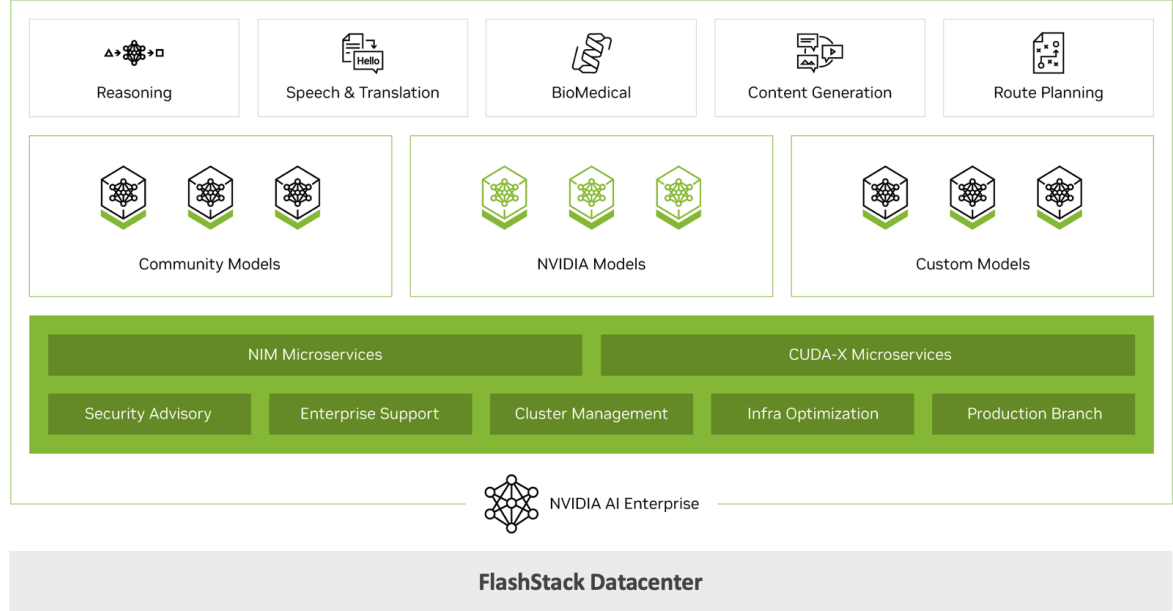 Reasoning
Hello
Speech & Translation
BioMedical
Content Generation
Route Planning
Community Models
NVIDIA Models
Custom Models
NIM Microservices
CUDA-X Microservices
Security Advisory
Enterprise Support
Cluster Management
Infra Optimization
Production Branch
NVIDIA AI Enterprise
FlashStack Datacenter